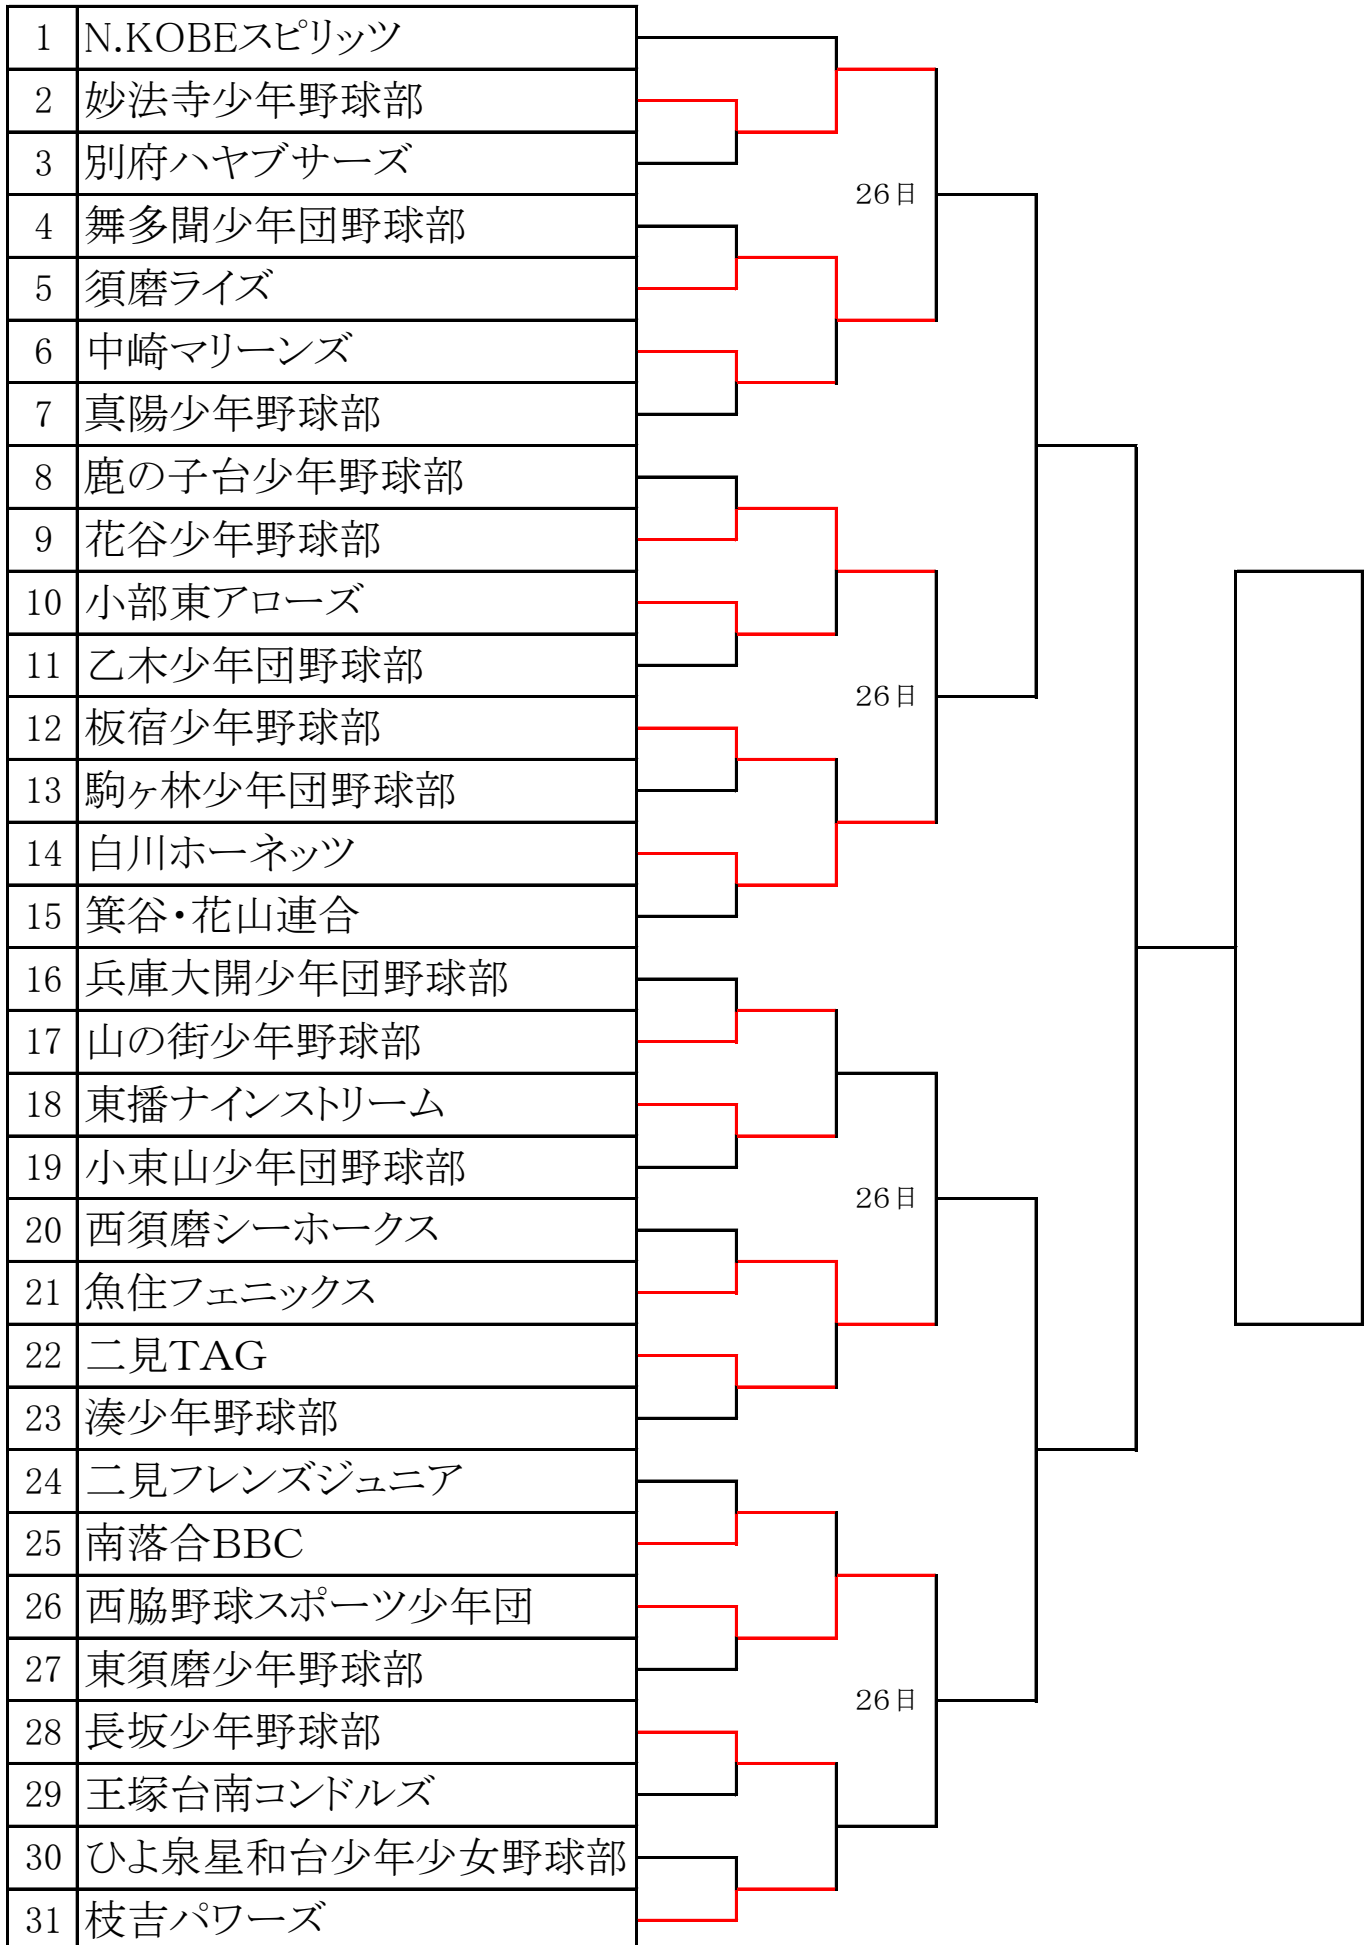 1 N.KOBEスピリッツ
2 妙法寺少年野球部
3 別府ハヤブサーズ
26日
4 舞多聞少年団野球部
5 須磨ライズ
6 中崎マリーンズ
7 真陽少年野球部
8 鹿の子台少年野球部
9 花谷少年野球部
10 小部東アローズ
11 乙木少年団野球部
26日
12 板宿少年野球部
13 駒ヶ林少年団野球部
14 白川ホーネッツ
15 箕谷・花山連合
16 兵庫大開少年団野球部
17 山の街少年野球部
18 東播ナインストリーム
19 小束山少年団野球部
26日
20 西須磨シーホークス
21 魚住フェニックス
22 二見TAG
23 湊少年野球部
24 二見フレンズジュニア
25 南落合BBC
26 西脇野球スポーツ少年団
27 東須磨少年野球部
26日
28 長坂少年野球部
29 王塚台南コンドルズ
30 ひよ泉星和台少年少女野球部
31 枝吉パワーズ